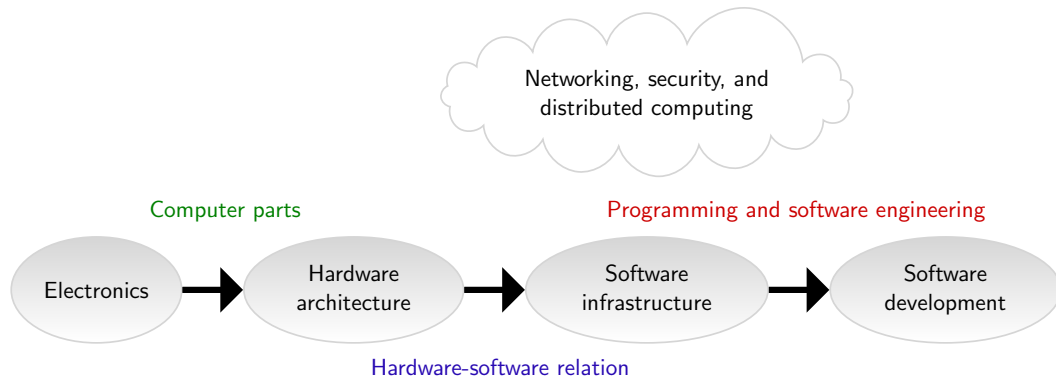 Networking, security, and
distributed computing
Computer parts
Programming and software engineering
Electronics
Hardware
architecture
Software
infrastructure
Software
development
Hardware-software relation